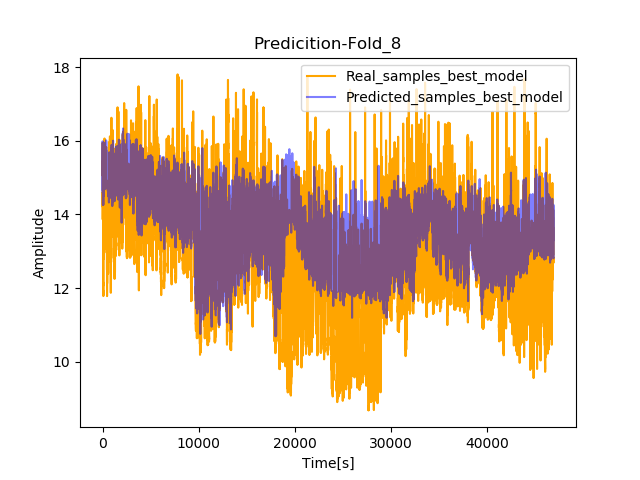 Predicition-Fold_8
Real_samples_best_model
Predicted_samples_best_model
18
16
14
12
10
Amplitude
0
10000
20000
30000
40000
Time[s]